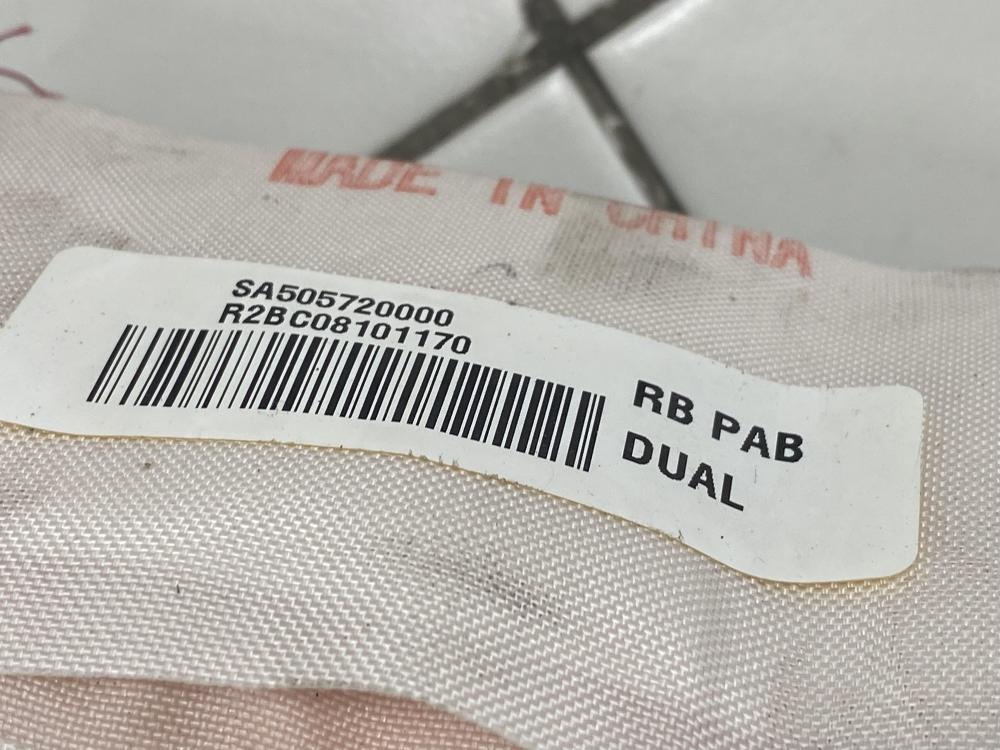 MADE IN CHINA
SA505720000
R2BC08101170
RB PAB
DUAL